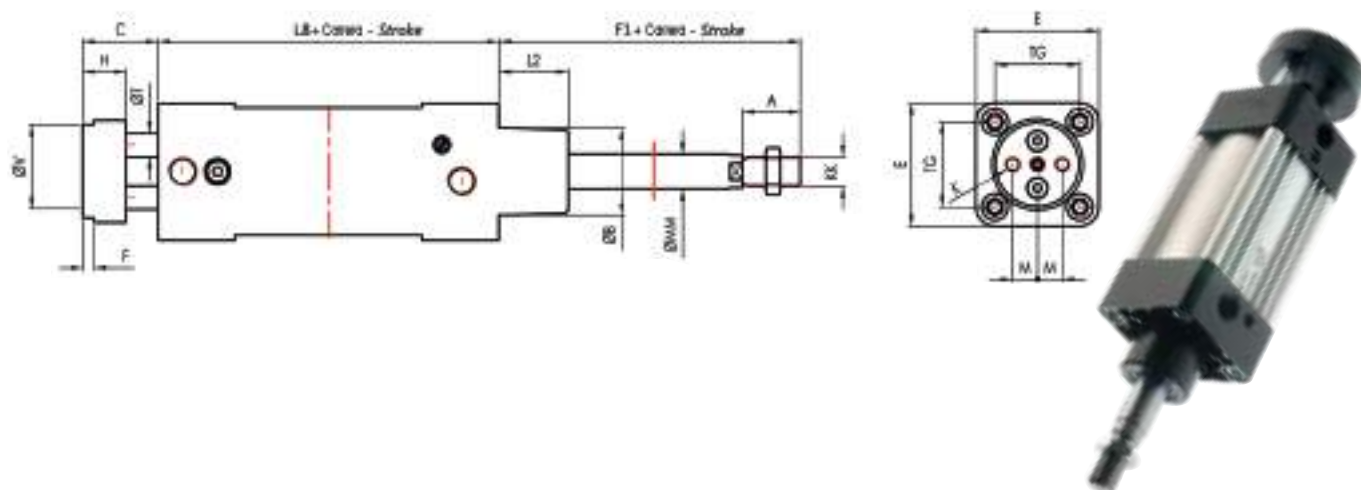 C
L8+Corsa - Stroke
F1+Corsa - Stroke
H
ØT
L2
A
ØV
KK
F
ØB
ØMM
E
TG
E
TG
K
M
M